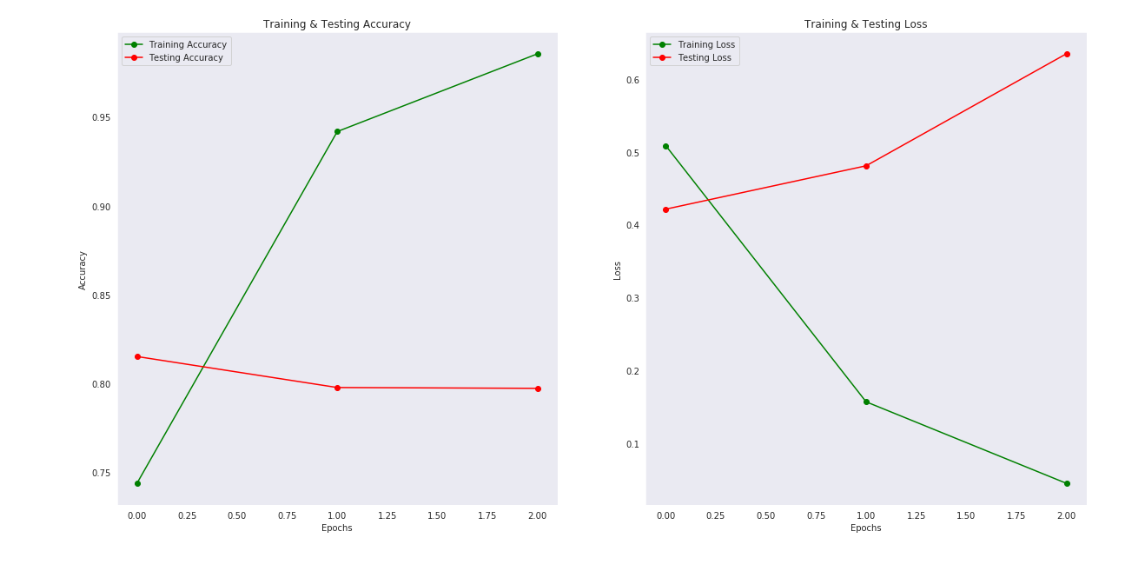 Training & Testing Accuracy
Training Accuracy
Testing Accuracy
0.95
0.90
0.85
0.80
0.75
Accuracy
0.00 0.25 0.50 0.75 1.00 1.25 1.50 1.75 2.00
Epochs
Training & Testing Loss
Training Loss
Testing Loss
0.6
0.5
0.4
0.3
0.2
0.1
Loss
0.00 0.25 0.50 0.75 1.00 1.25 1.50 1.75 2.00
Epochs